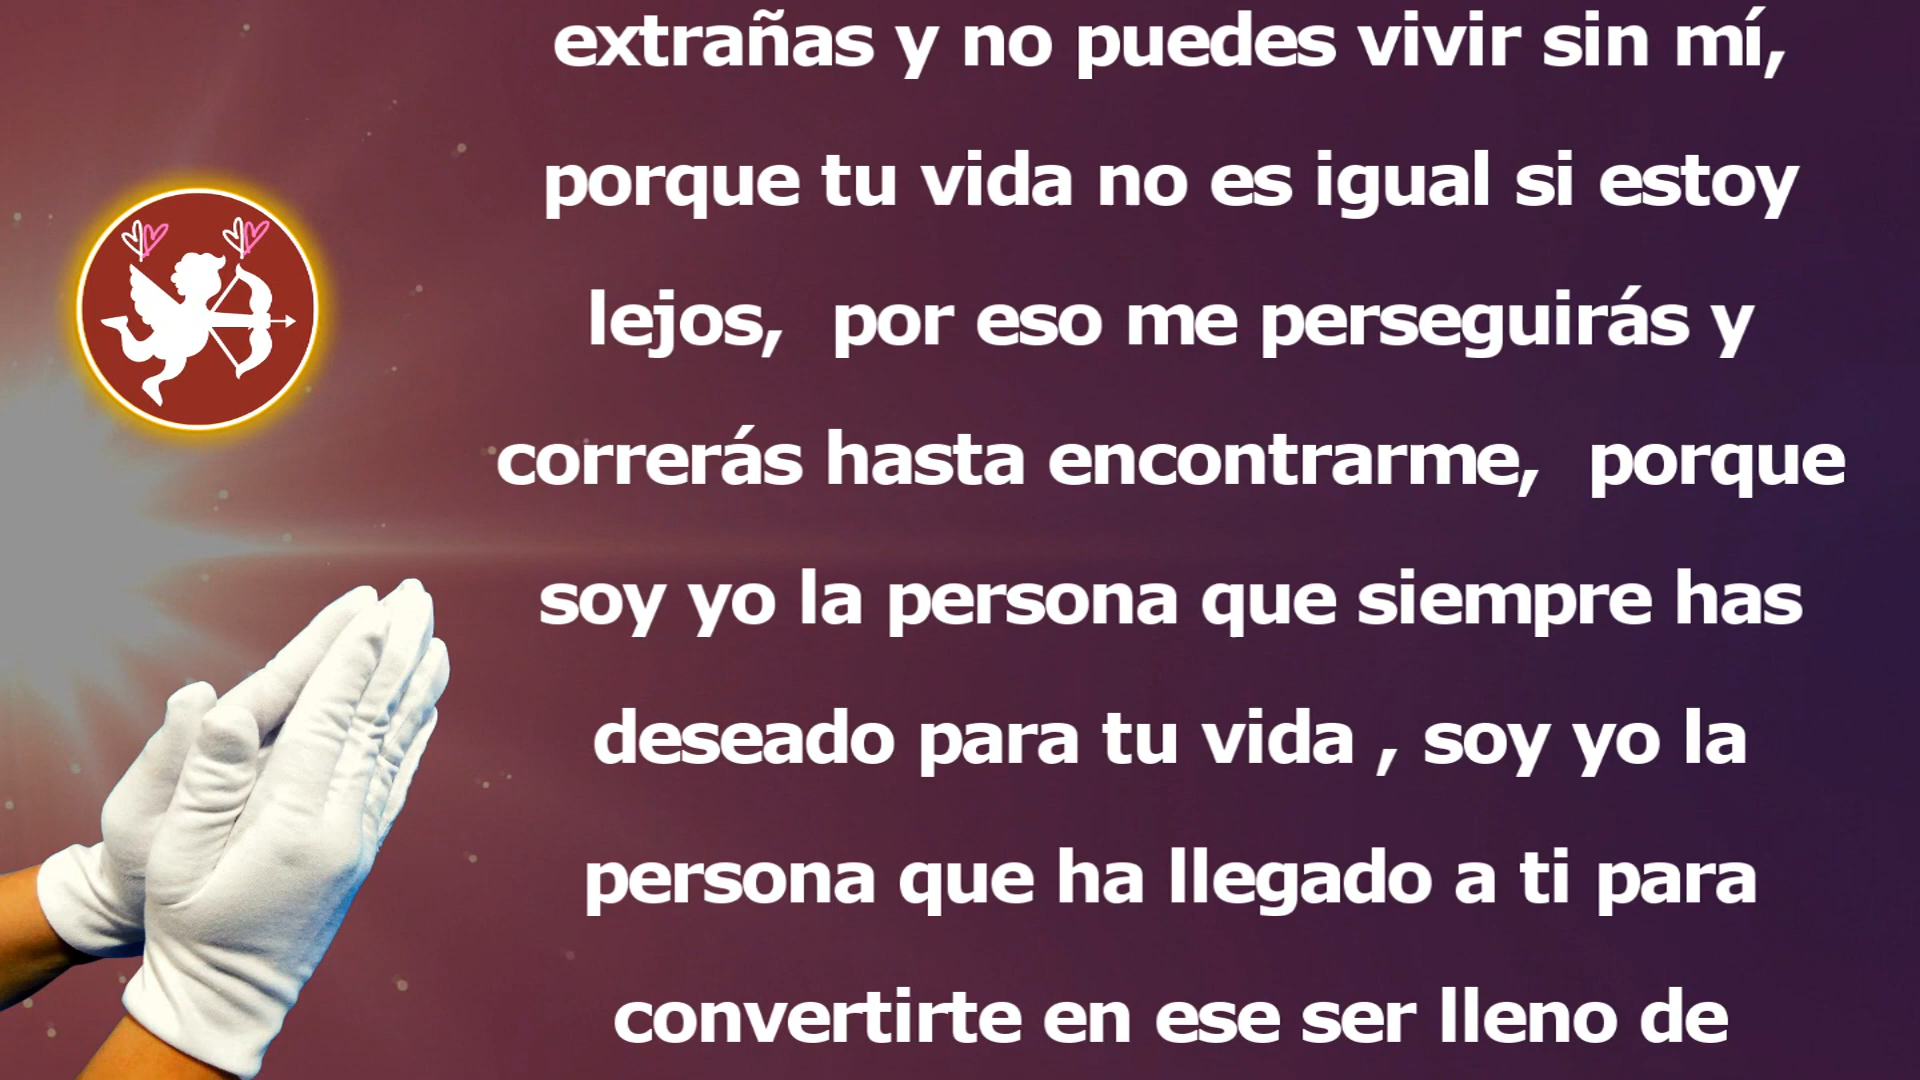 extrañas y no puedes vivir sin mí,
porque tu vida no es igual si estoy
lejos, por eso me perseguirás y
correrás hasta encontrarme, porque
soy yo la persona que siempre has
deseado para tu vida , soy yo la
persona que ha llegado a ti para
convertirte en ese ser lleno de